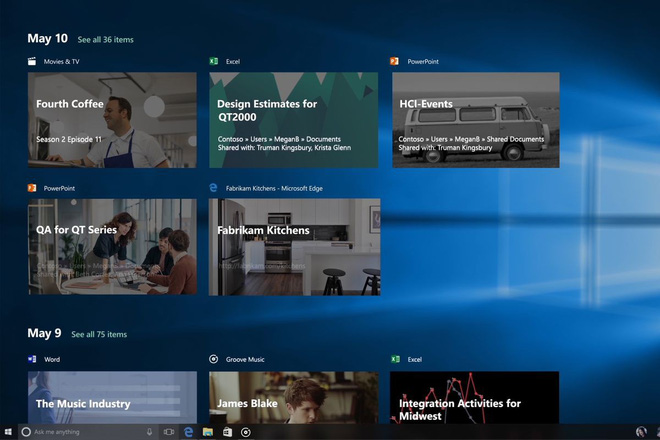 May 10 See all 36 items
Movies & TV
Excel
PowerPoint
Fourth Coffee
Season 2 Episode 11
Design Estimates for
QT2000
Contoso » Users » MeganB » Documents
Shared with: Truman Kingsbury, Krista Glenn
HCI-Events
Contoso » Users » MeganB » Shared Documents
Shared with: Truman Kingsbury
PowerPoint
Fabrikam Kitchens - Microsoft Edge
QA for QT Series
Fabrikam Kitchens
May 9 See all 75 items
Word
Groove Music
Excel
The Music Industry
James Blake
Integration Activities for
Midwest
Ask me anything